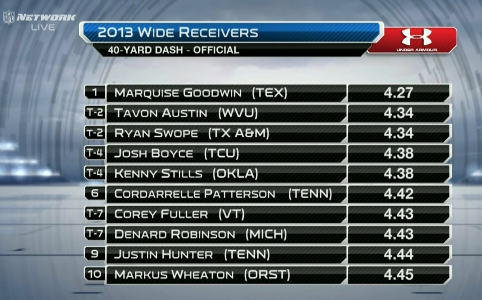 NFL NETWORK
LIVE
2013 WIDE RECEIVERS
40-YARD DASH - OFFICIAL
UNDER ARMOUR
1 MARQUISE GOODWIN (TEX) 4.27
T-2 TAVON AUSTIN (WVU) 4.34
T-2 RYAN SWOPE (TX A&M) 4.34
T-4 JOSH BOYCE (TCU) 4.38
T-4 KENNY STILLS (OKLA) 4.38
6 CORDARRELLE PATTERSON (TENN) 4.42
T-7 COREY FULLER (VT) 4.43
T-7 DENARD ROBINSON (MICH) 4.43
9 JUSTIN HUNTER (TENN) 4.44
10 MARKUS WHEATON (ORST) 4.45